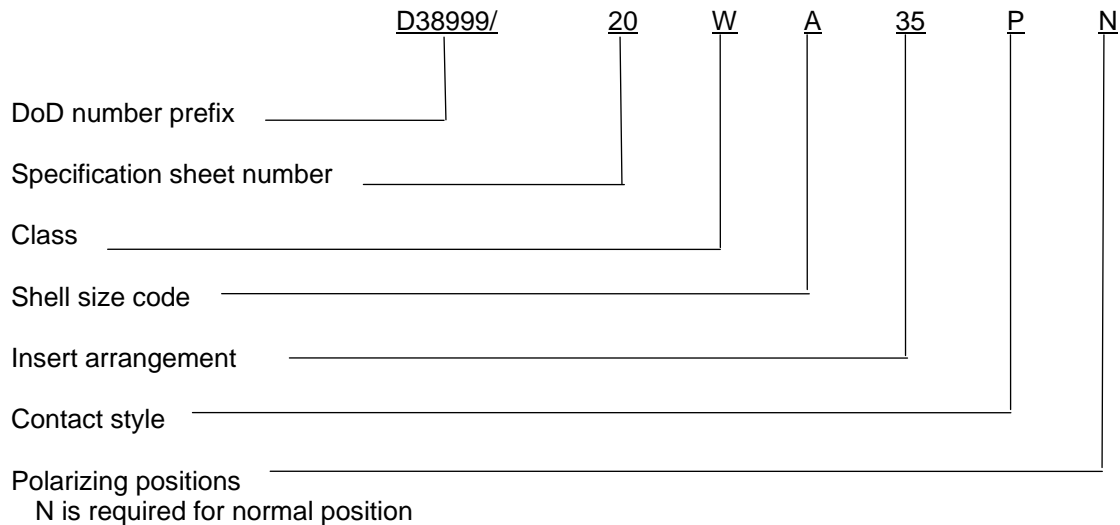 D38999/ 20 W A 35 P N
DoD number prefix
Specification sheet number
Class
Shell size code
Insert arrangement
Contact style
Polarizing positions
N is required for normal position